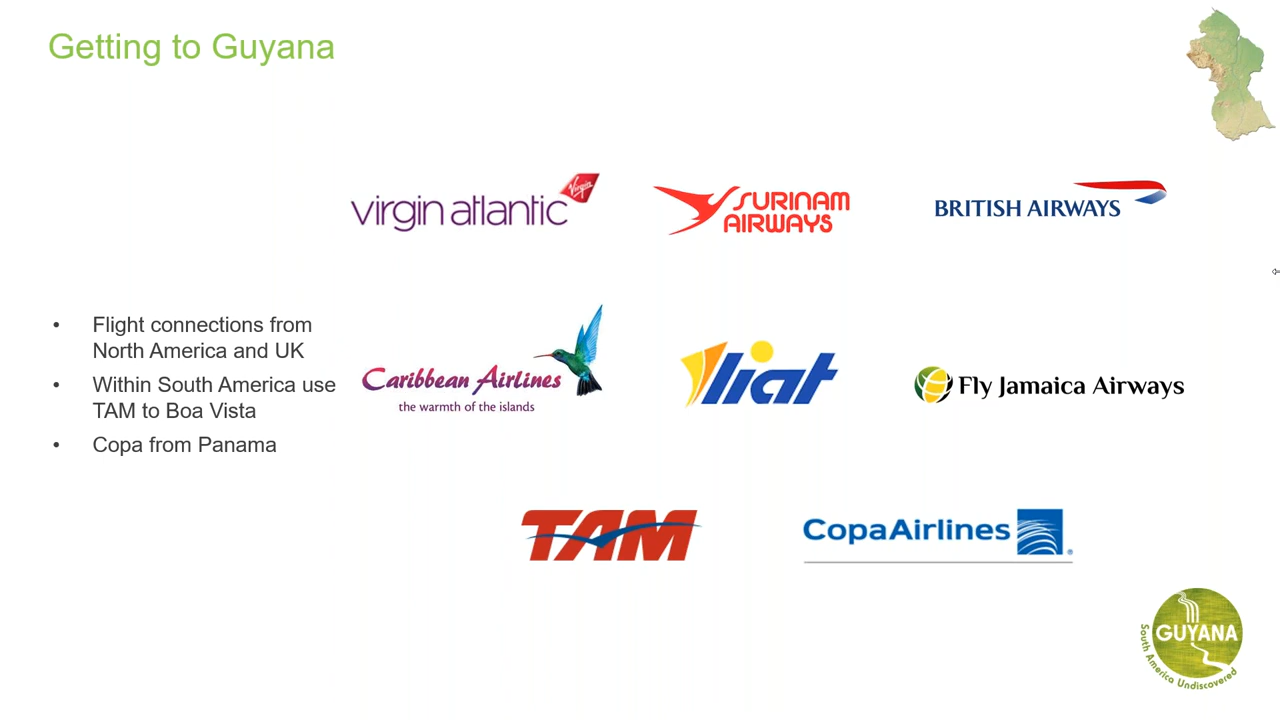 Getting to Guyana
virgin atlantic
Virgin
SURINAM
AIRWAYS
BRITISH AIRWAYS
• Flight connections from
North America and UK
• Within South America use
TAM to Boa Vista
• Copa from Panama
Caribbean Airlines
the warmth of the islands
liat
Fly Jamaica Airways
TAM
CopaAirlines
®
GUYANA
South America Undiscovered